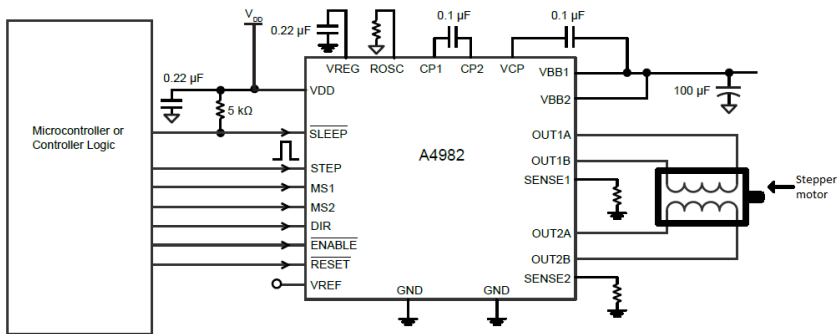 V_DD
0.22 µF
0.1 µF
0.1 µF
VREG
ROSC
CP1
CP2
VCP
VBB1
0.22 µF
VDD
VBB2
100 µF
5 kΩ
Microcontroller or
Controller Logic
SLEEP
A4982
OUT1A
OUT1B
STEP
SENSE1
Stepper
motor
MS1
MS2
DIR
OUT2A
ENABLE
OUT2B
RESET
SENSE2
VREF
GND
GND